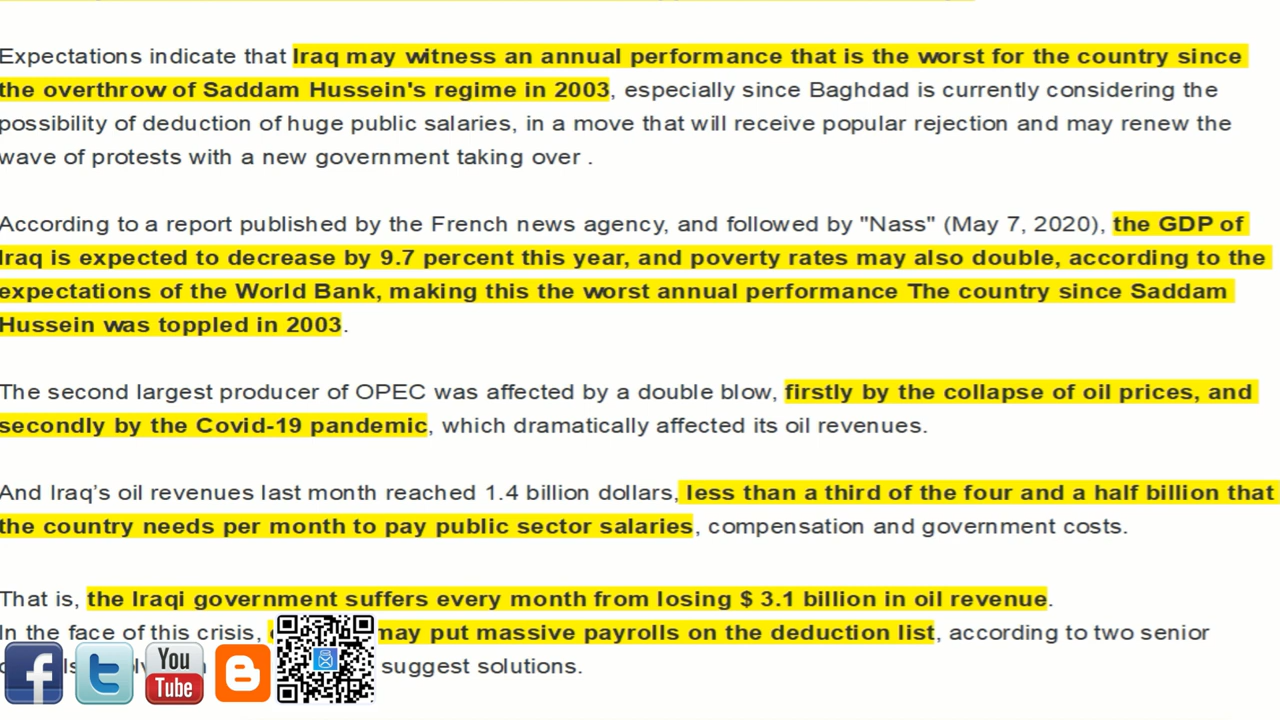 Expectations indicate that Iraq may witness an annual performance that is the worst for the country since
the overthrow of Saddam Hussein's regime in 2003, especially since Baghdad is currently considering the
possibility of deduction of huge public salaries, in a move that will receive popular rejection and may renew the
wave of protests with a new government taking over .
According to a report published by the French news agency, and followed by "Nass" (May 7, 2020), the GDP of
Iraq is expected to decrease by 9.7 percent this year, and poverty rates may also double, according to the
expectations of the World Bank, making this the worst annual performance The country since Saddam
Hussein was toppled in 2003.
The second largest producer of OPEC was affected by a double blow, firstly by the collapse of oil prices, and
secondly by the Covid-19 pandemic, which dramatically affected its oil revenues.
And Iraq’s oil revenues last month reached 1.4 billion dollars, less than a third of the four and a half billion that
the country needs per month to pay public sector salaries, compensation and government costs.
That is, the Iraqi government suffers every month from losing $ 3.1 billion in oil revenue.
In the face of this crisis, may put massive payrolls on the deduction list, according to two senior
suggest solutions.
You
Tube